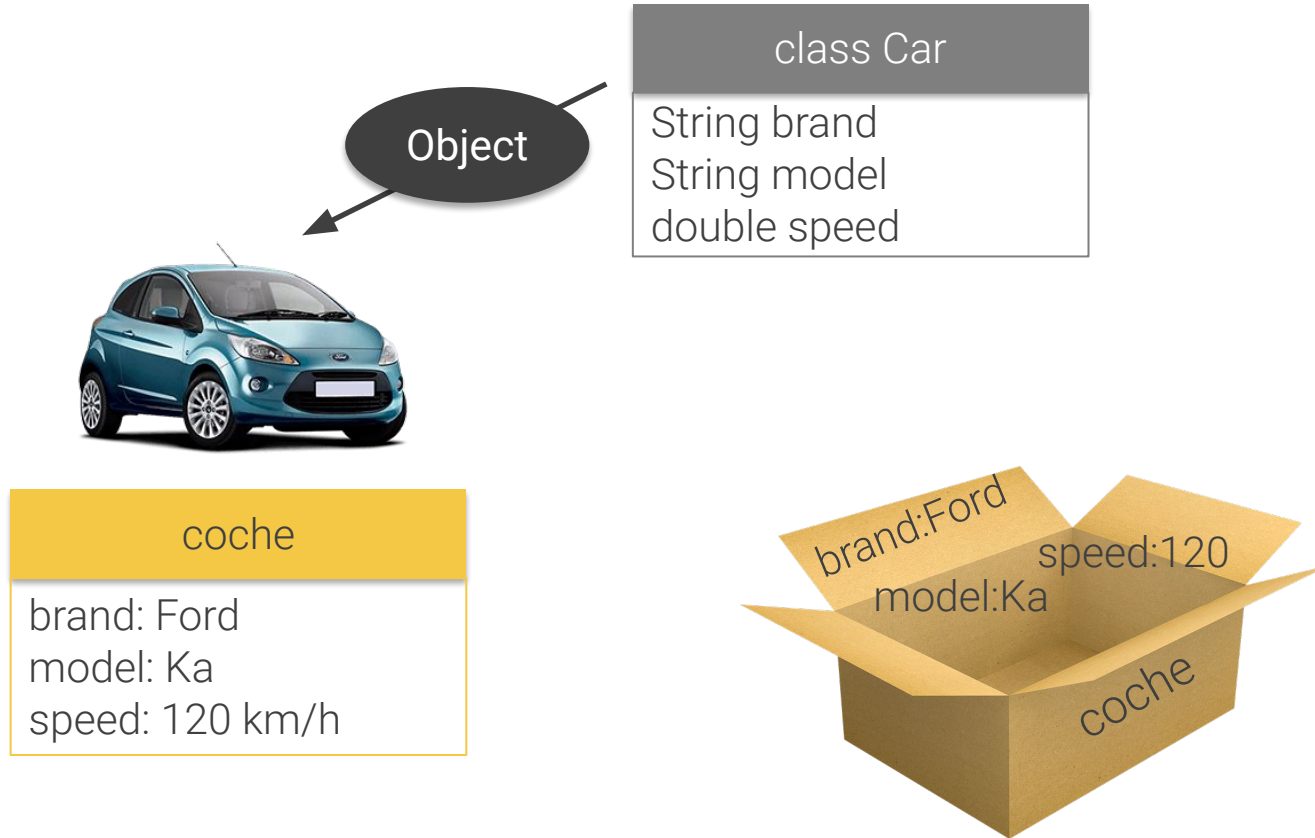 class Car
String brand
String model
double speed
Object
Ford
coche
brand: Ford
model: Ka
speed: 120 km/h
brand:Ford
speed:120
model:Ka
coche